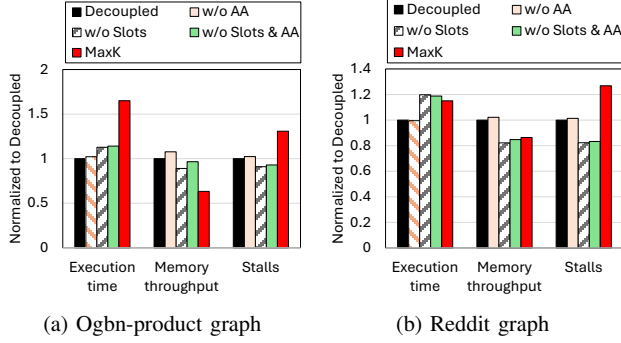 Decoupled w/o AA
w/o Slots w/o Slots & AA
MaxK
Normalized to Decoupled
2
1.5
1
0.5
0
Execution time Memory throughput Stalls
(a) Ogbn-product graph
Decoupled w/o AA
w/o Slots w/o Slots & AA
MaxK
Normalized to Decoupled
1.4
1.2
1
0.8
0.6
0.4
0.2
0
Execution time Memory throughput Stalls
(b) Reddit graph